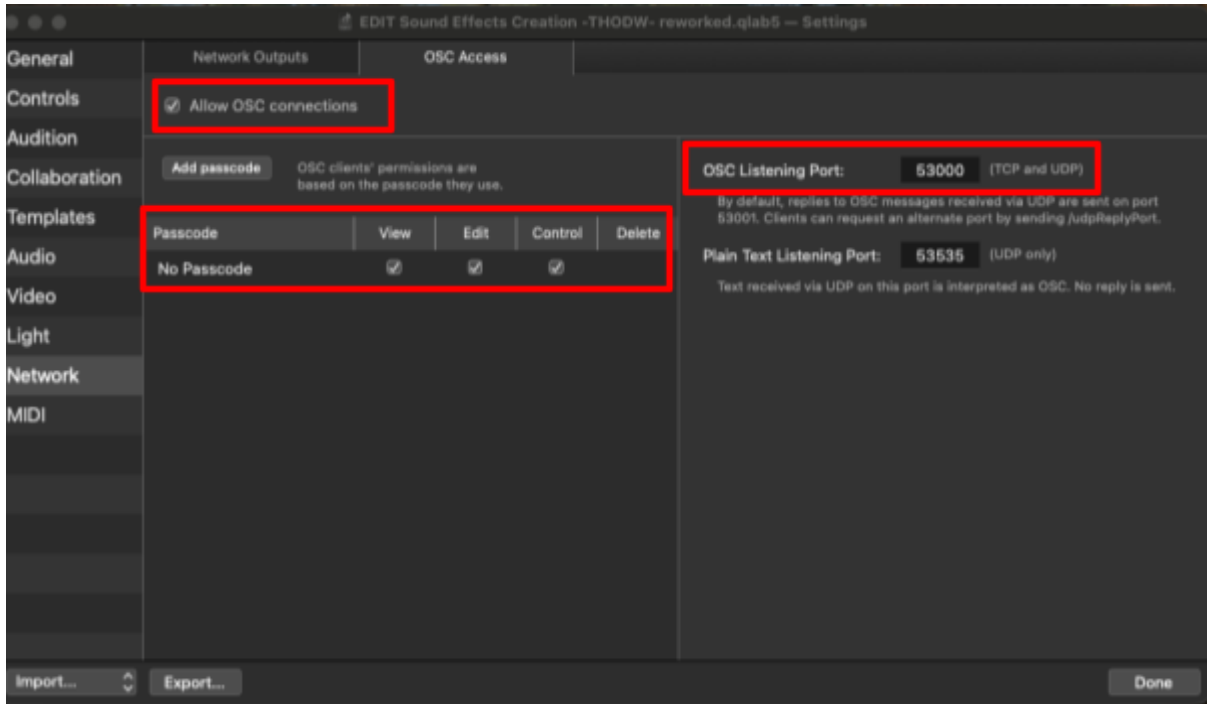 EDIT Sound Effects Creation -THODW- reworked.qlab5 — Settings
General
Controls
Audition
Collaboration
Templates
Audio
Video
Light
Network
MIDI
Network Outputs
OSC Access
Allow OSC connections
Add passcode
OSC clients' permissions are
based on the passcode they use.
Passcode View Edit Control Delete
No Passcode
OSC Listening Port: 53000 (TCP and UDP)
By default, replies to OSC messages received via UDP are sent on port
53001. Clients can request an alternate port by sending /udpReplyPort.
Plain Text Listening Port: 53535 (UDP only)
Text received via UDP on this port is interpreted as OSC. No reply is sent.
Import...
Export...
Done